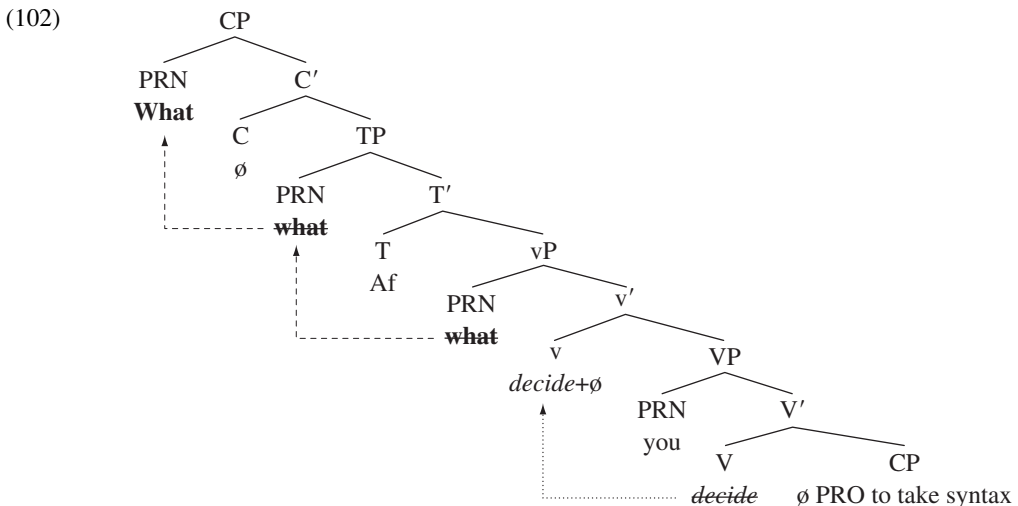 (102)
CP
PRN C′
What
C TP
ø
PRN T′
what
T vP
Af
PRN v′
what
v VP
decide+ø
PRN V′
you
V CP
decide ø PRO to take syntax